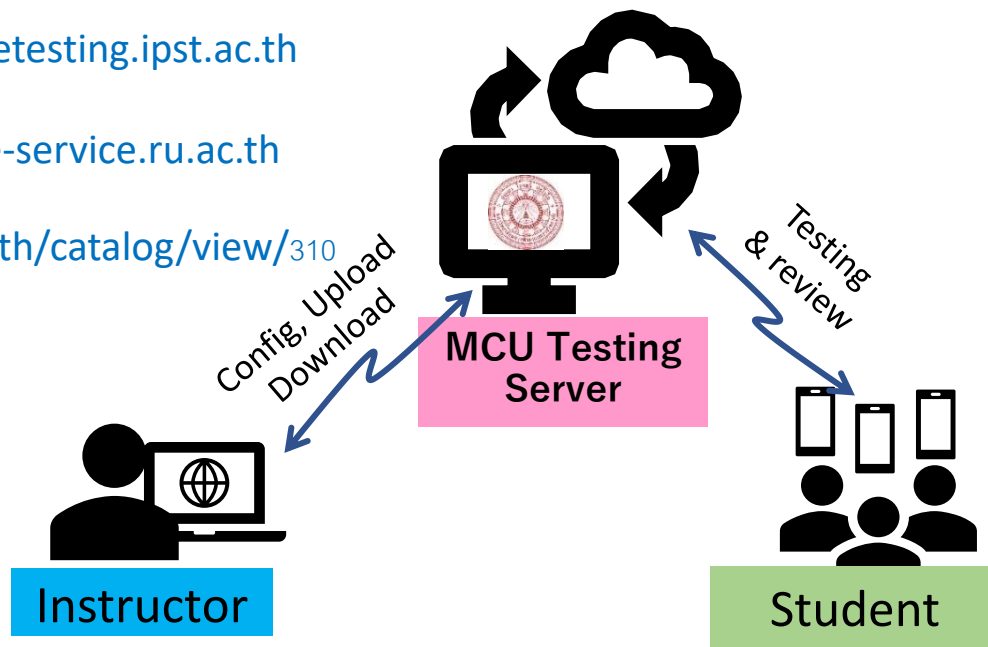 etesting.ipst.ac.th
-service.ru.ac.th
th/catalog/view/310
Config, Upload
Download
Testing
& review
MCU Testing
Server
Instructor
Student